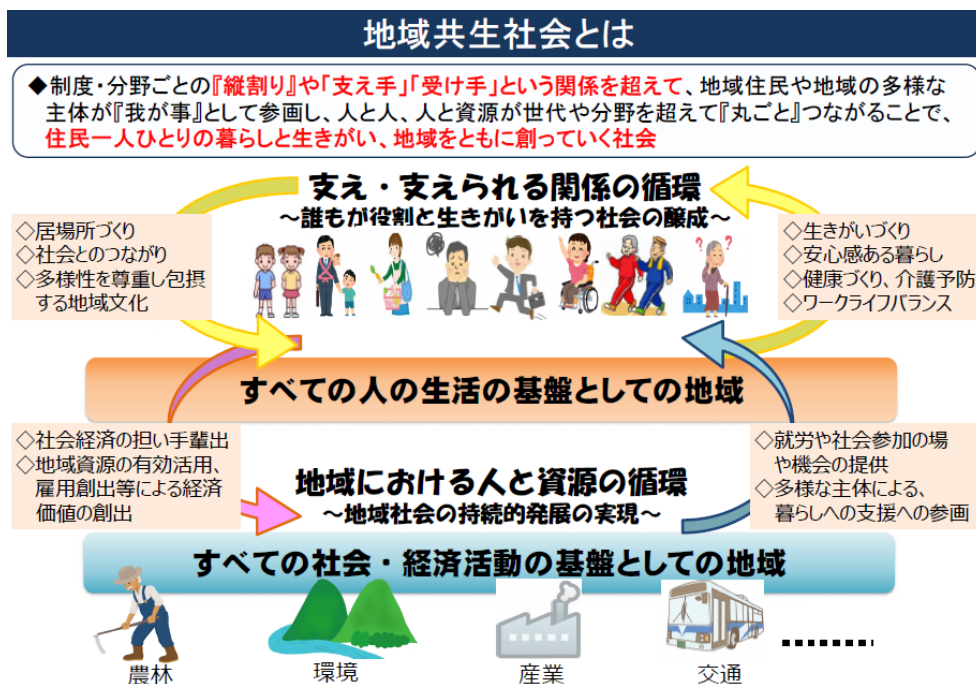 地域共生社会とは
◆制度・分野ごとの『縦割り』や「支え手」「受け手」という関係を超えて、地域住民や地域の多様な
主体が『我が事』として参画し、人と人、人と資源が世代や分野を超えて『丸ごと』つながることで、
住民一人ひとりの暮らしと生きがい、地域をともに創っていく社会
支え・支えられる関係の循環
～誰もが役割と生きがいを持つ社会の醸成～
◇居場所づくり
◇社会とのつながり
◇多様性を尊重し包摂
する地域文化
◇生きがいづくり
◇安心感ある暮らし
◇健康づくり、介護予防
◇ワークライフバランス
すべての人の生活の基盤としての地域
◇社会経済の担い手輩出
◇地域資源の有効活用、
雇用創出等による経済
価値の創出
地域における人と資源の循環
～地域社会の持続的発展の実現～
◇就労や社会参加の場
や機会の提供
◇多様な主体による、
暮らしへの支援への参画
すべての社会・経済活動の基盤としての地域
農林
環境
産業
交通